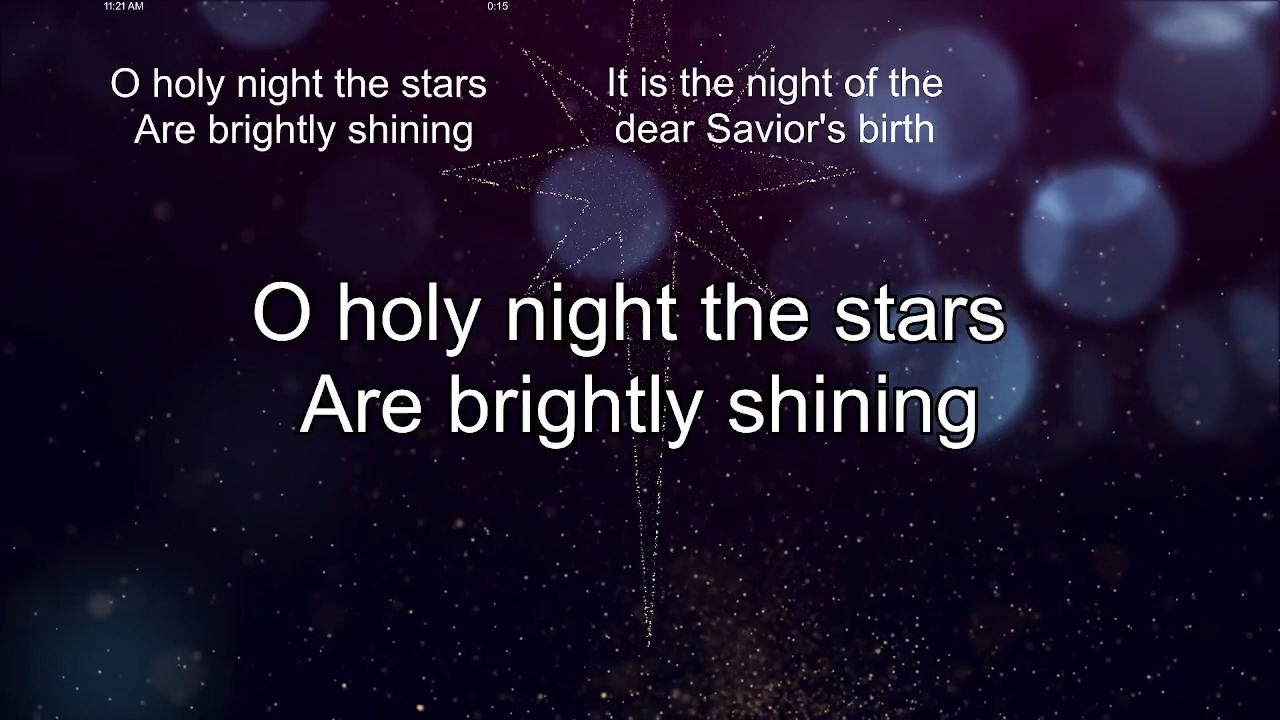 11:21 AM
0:15
O holy night the stars
Are brightly shining
It is the night of the
dear Savior's birth
O holy night the stars
Are brightly shining